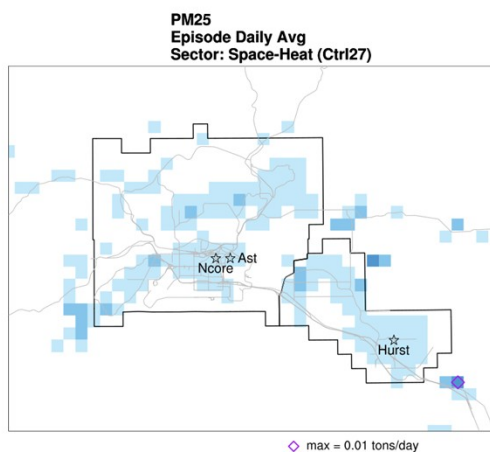 PM25
Episode Daily Avg
Sector: Space-Heat (Ctrl27)
Ast
Ncore
Hurst
max = 0.01 tons/day